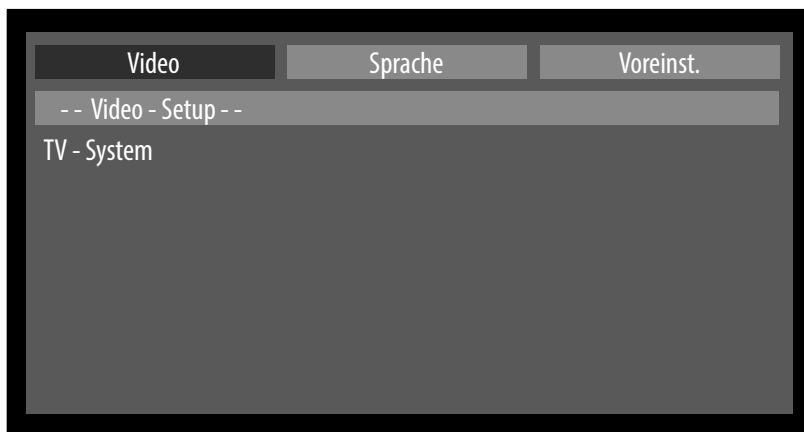 Video Sprache Voreinst.
- - Video - Setup - -
TV - System